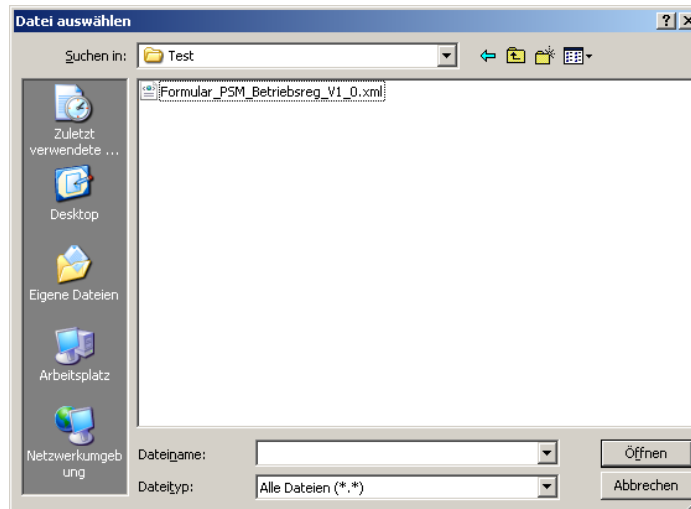 Datei auswählen
Suchen in:
Test
Formular_PSM_Betriebsreg_V1_0.xml
Zuletzt
verwendete ...
Desktop
Eigene Dateien
Arbeitsplatz
Netzwerkumgeb
ung
Dateiname:
Öffnen
Dateityp:
Alle Dateien (*.*)
Abbrechen